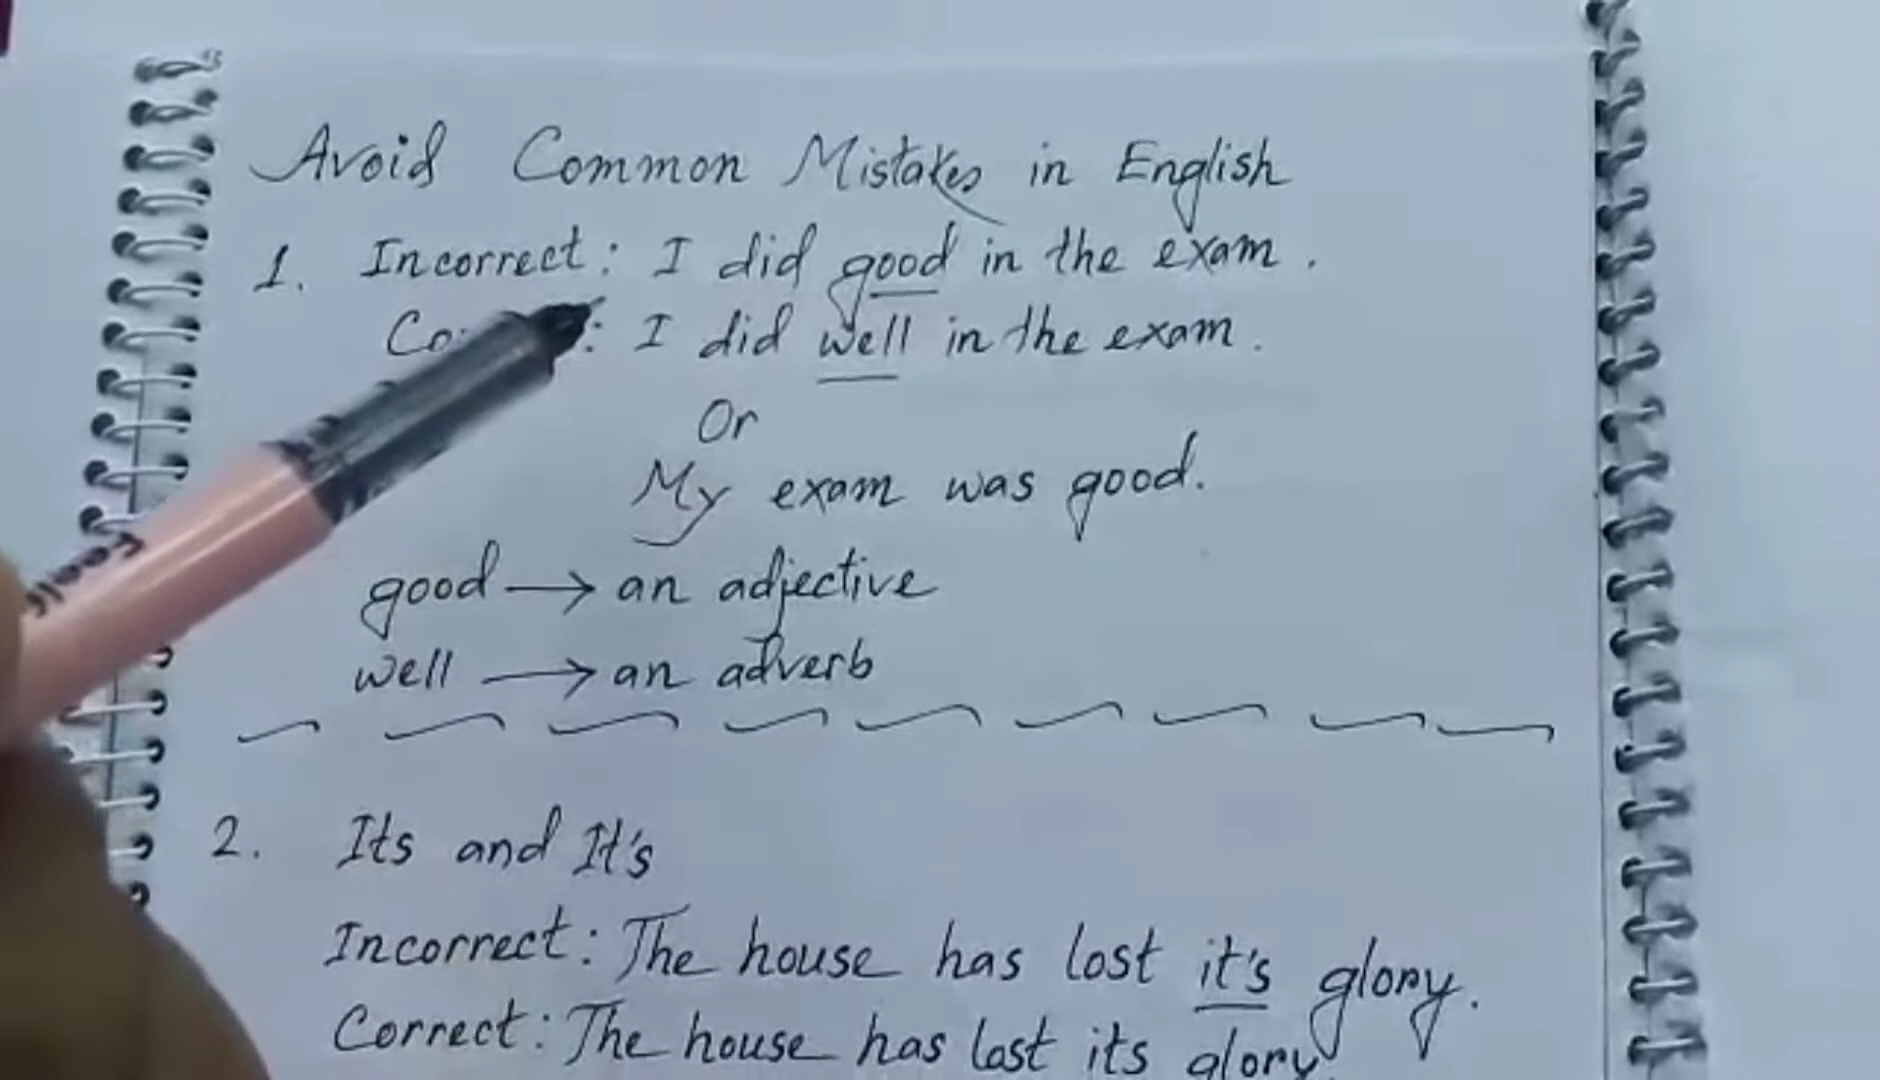 Avoid Common Mistakes in English
1. Incorrect: I did good in the exam.
: I did well in the exam.
Or
My exam was good.
good → an adjective
well → an adverb
2. Its and It's
Incorrect: The house has lost it's glory.
Correct: The house has lost its glory.